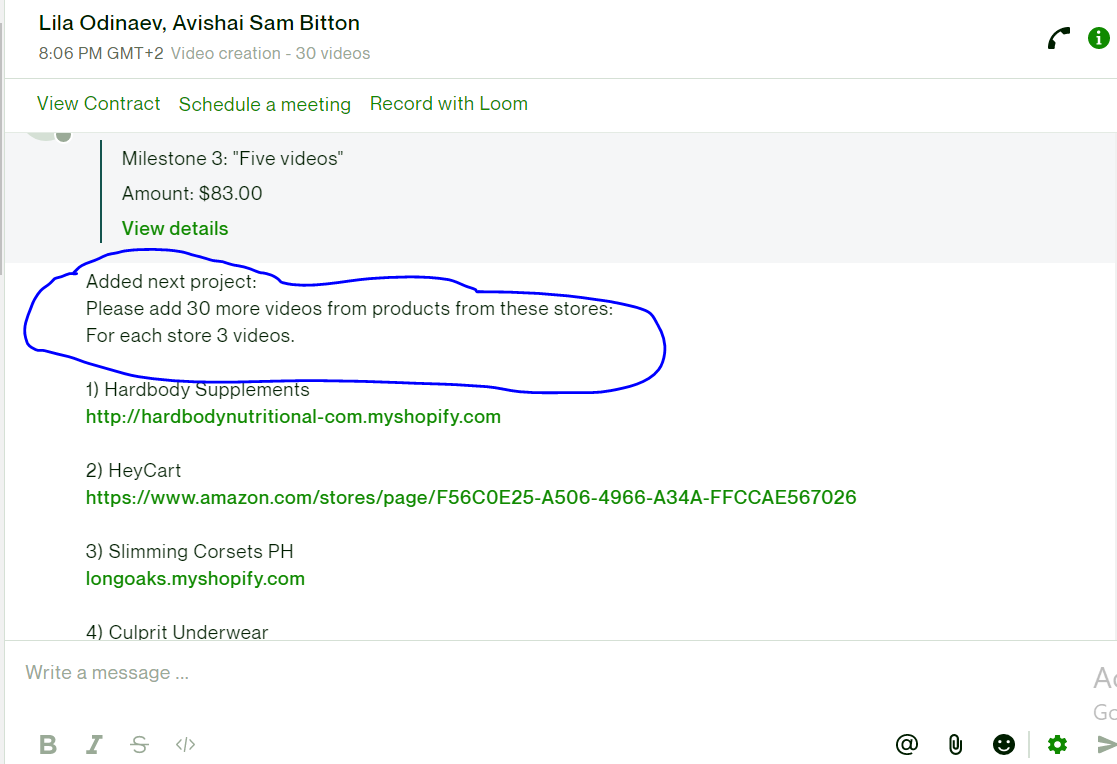 Lila Odinaev, Avishai Sam Bitton
8:06 PM GMT+2 Video creation - 30 videos
View Contract Schedule a meeting Record with Loom
Milestone 3: "Five videos"
Amount: $83.00
View details
Added next project:
Please add 30 more videos from products from these stores:
For each store 3 videos.
1) Hardbody Supplements
http://hardbodynutritional-com.myshopify.com
2) HeyCart
https://www.amazon.com/stores/page/F56C0E25-A506-4966-A34A-FFCCAE567026
3) Slimming Corsets PH
longoaks.myshopify.com
4) Culprit Underwear
Write a message ...
B I S </> @